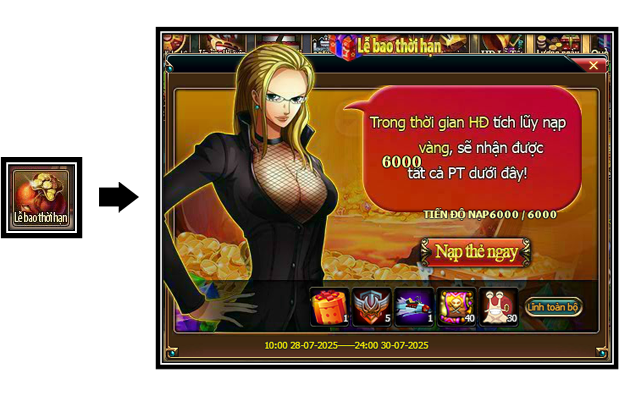 Lễ bao thời hạn
Lễ bao thời hạn
Trong thời gian HĐ tích lũy nạp
vàng, sẽ nhận được
6000
tất cả PT dưới đây!
TIẾN ĐỘ NẠP 6000 / 6000
Nạp thẻ ngay
1
5
1
40
30
Lĩnh toàn bộ
10:00 28-07-2025——24:00 30-07-2025